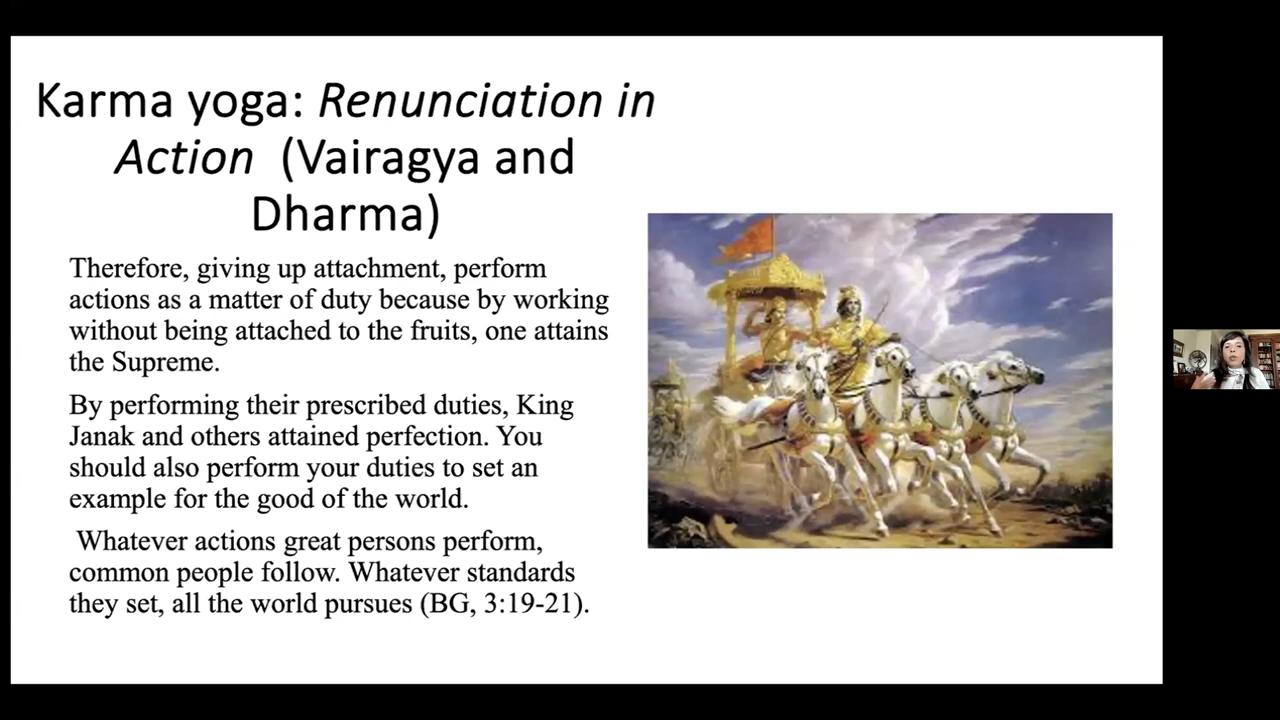 Karma yoga: Renunciation in
Action (Vairagya and
Dharma)
Therefore, giving up attachment, perform
actions as a matter of duty because by working
without being attached to the fruits, one attains
the Supreme.
By performing their prescribed duties, King
Janak and others attained perfection. You
should also perform your duties to set an
example for the good of the world.
Whatever actions great persons perform,
common people follow. Whatever standards
they set, all the world pursues (BG, 3:19-21).